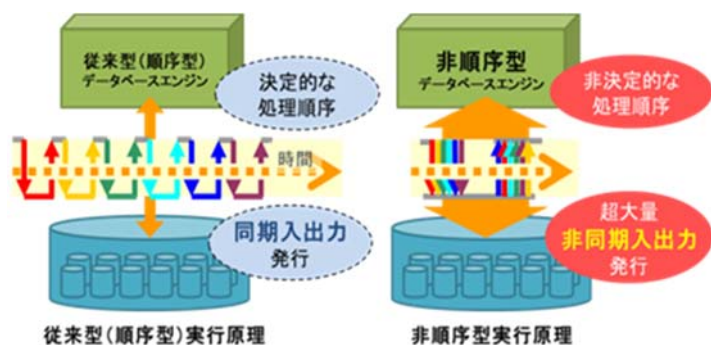 従来型(順序型)
データベースエンジン
決定的な
処理順序
時間
同期入出力
発行
従来型(順序型)実行原理
非順序型
データベースエンジン
非決定的な
処理順序
超大量
非同期入出力
発行
非順序型実行原理